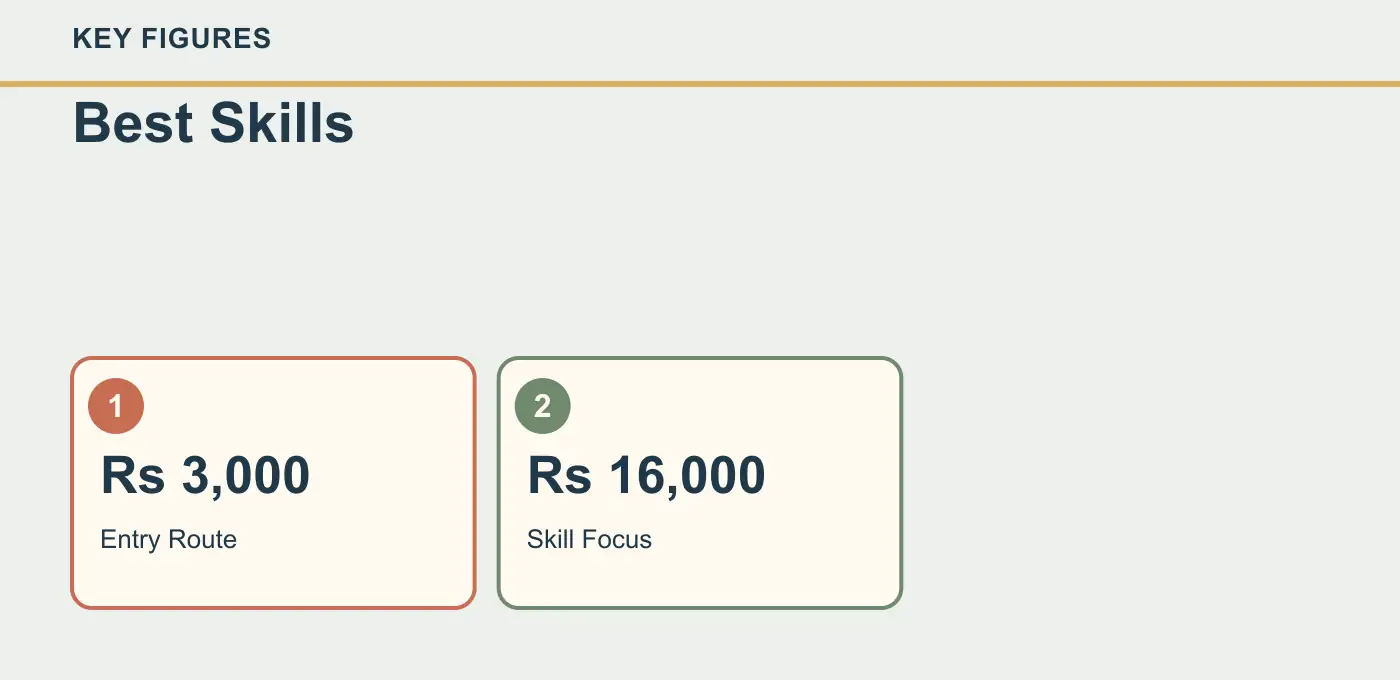 KEY FIGURES
Best Skills
1
Rs 3,000
Entry Route
2
Rs 16,000
Skill Focus